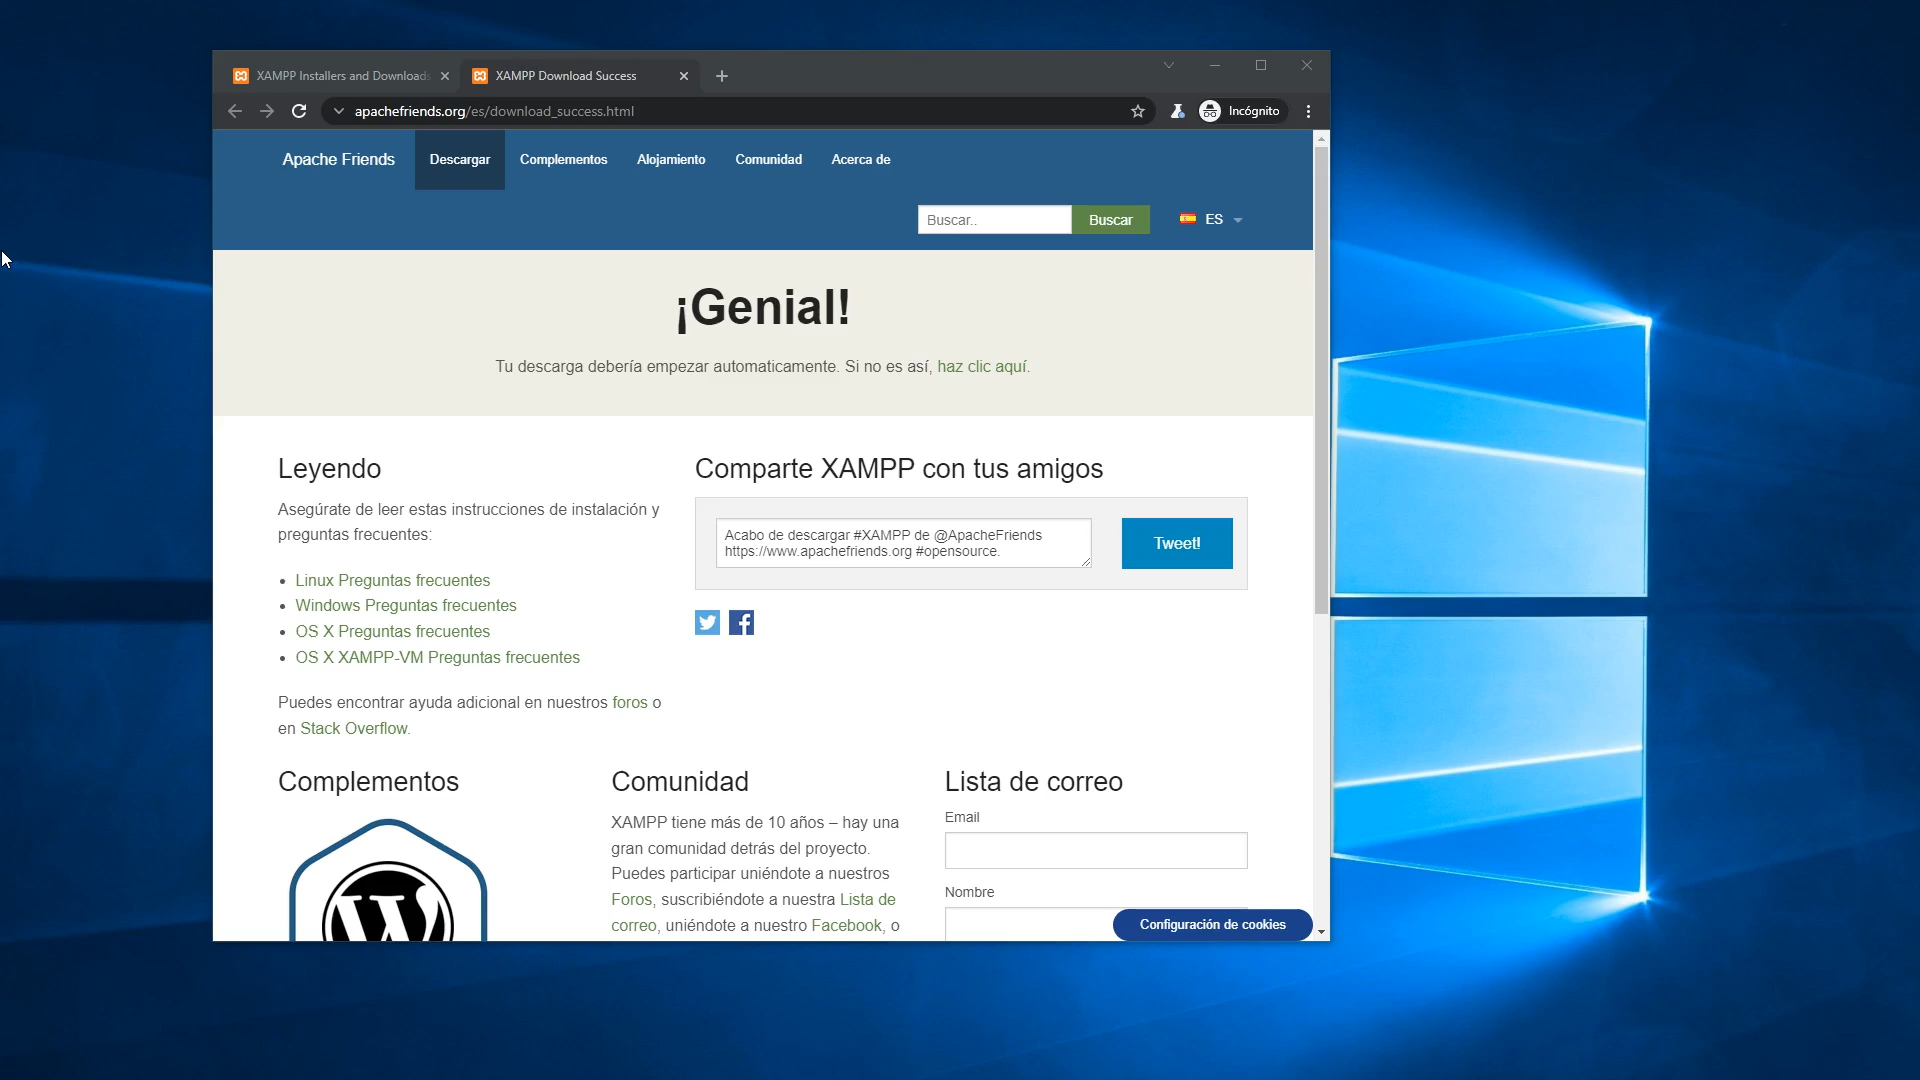 XAMPP Installers and Downloads
XAMPP Download Success
apachefriends.org/es/download_success.html
Incógnito
Apache Friends
Descargar
Complementos
Alojamiento
Comunidad
Acerca de
Buscar..
Buscar
ES
¡Genial!
Tu descarga debería empezar automaticamente. Si no es así, haz clic aquí.
Leyendo
Asegúrate de leer estas instrucciones de instalación y
preguntas frecuentes:
Linux Preguntas frecuentes
Windows Preguntas frecuentes
OS X Preguntas frecuentes
OS X XAMPP-VM Preguntas frecuentes
Puedes encontrar ayuda adicional en nuestros foros o
en Stack Overflow.
Comparte XAMPP con tus amigos
Acabo de descargar #XAMPP de @ApacheFriends
https://www.apachefriends.org #opensource.
Tweet!
Complementos
Comunidad
XAMPP tiene más de 10 años – hay una
gran comunidad detrás del proyecto.
Puedes participar uniéndote a nuestros
Foros, suscribiéndote a nuestra Lista de
correo, uniéndote a nuestro Facebook, o
Lista de correo
Email
Nombre
Configuración de cookies